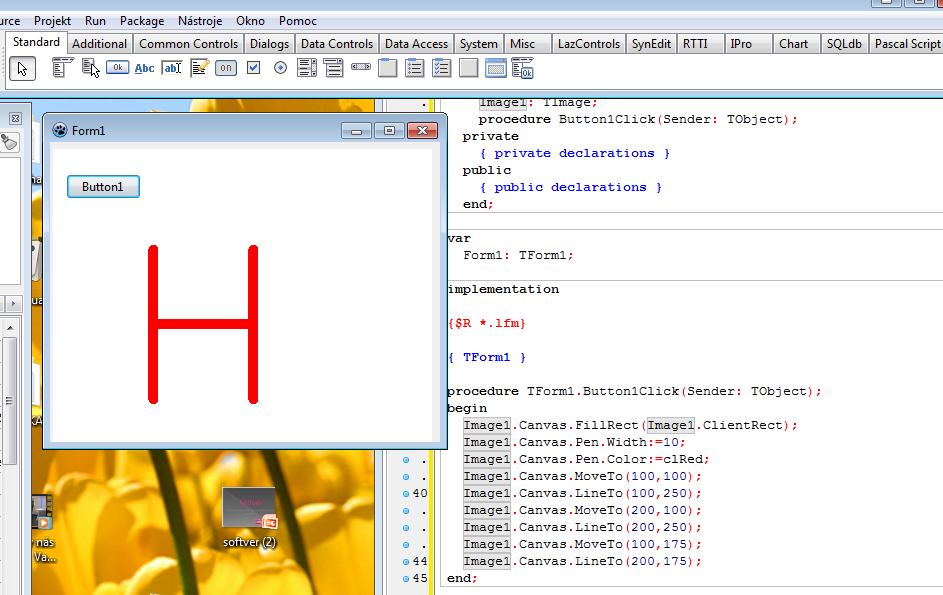 urce Projekt Run Package Nástroje Okno Pomoc
Standard Additional Common Controls Dialogs Data Controls Data Access System Misc LazControls SynEdit RTTI IPro Chart SQLdb Pascal Script
Ok Abc abI on Ok
Form1
Button1
H
Image1: TImage;
procedure Button1Click(Sender: TObject);
private
{ private declarations }
public
{ public declarations }
end;
var
Form1: TForm1;
implementation
{$R *.lfm}
{ TForm1 }
procedure TForm1.Button1Click(Sender: TObject);
begin
Image1.Canvas.FillRect(Image1.ClientRect);
. Image1.Canvas.Pen.Width:=10;
. Image1.Canvas.Pen.Color:=clRed;
. Image1.Canvas.MoveTo(100,100);
40 Image1.Canvas.LineTo(100,250);
. Image1.Canvas.MoveTo(200,100);
. Image1.Canvas.LineTo(200,250);
. Image1.Canvas.MoveTo(100,175);
44 Image1.Canvas.LineTo(200,175);
45 end;
softver (2)
nás
Va...